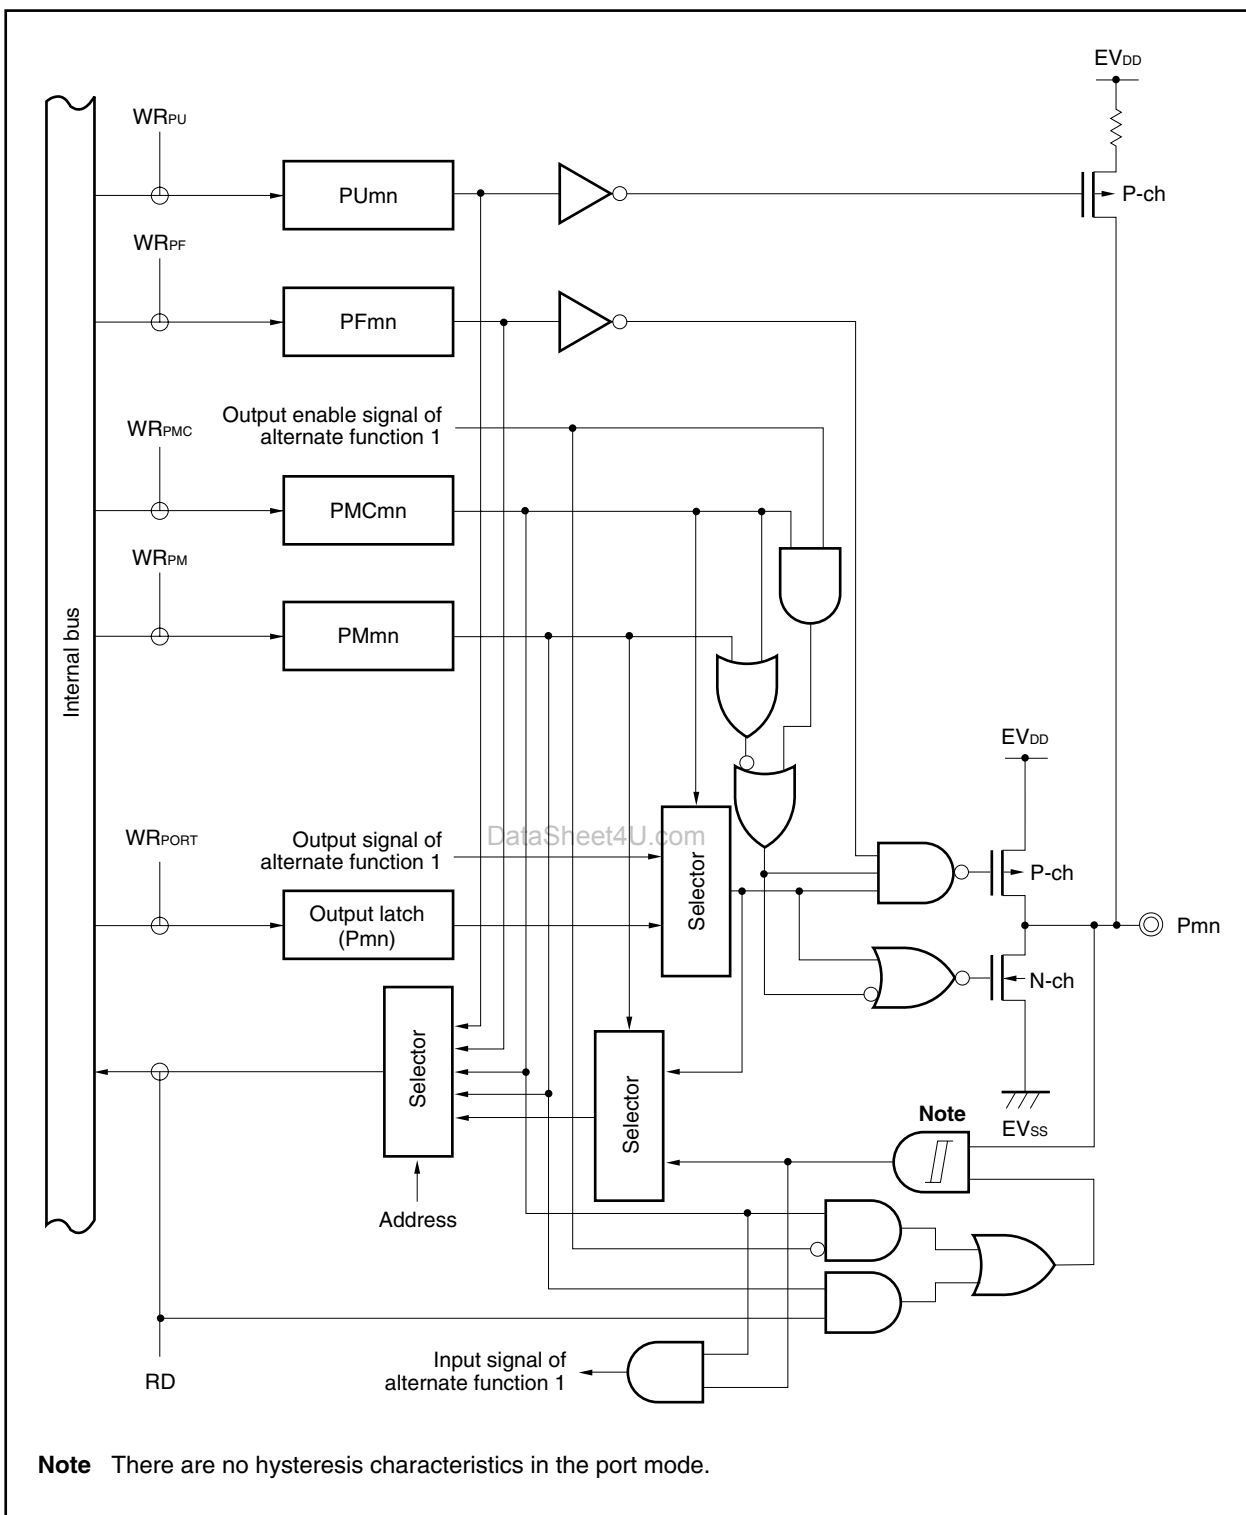 EVDD
WRPU
PUmn
P-ch
WRPF
PFmn
Output enable signal of
alternate function 1
WRPMC
PMCmn
WRPM
PMmn
Internal bus
EVDD
WRPORT
Output signal of
alternate function 1
DataSheet4U.com
Selector
P-ch
Output latch
(Pmn)
Pmn
N-ch
Selector
Selector
Note
EVSS
Address
RD
Input signal of
alternate function 1
Note There are no hysteresis characteristics in the port mode.